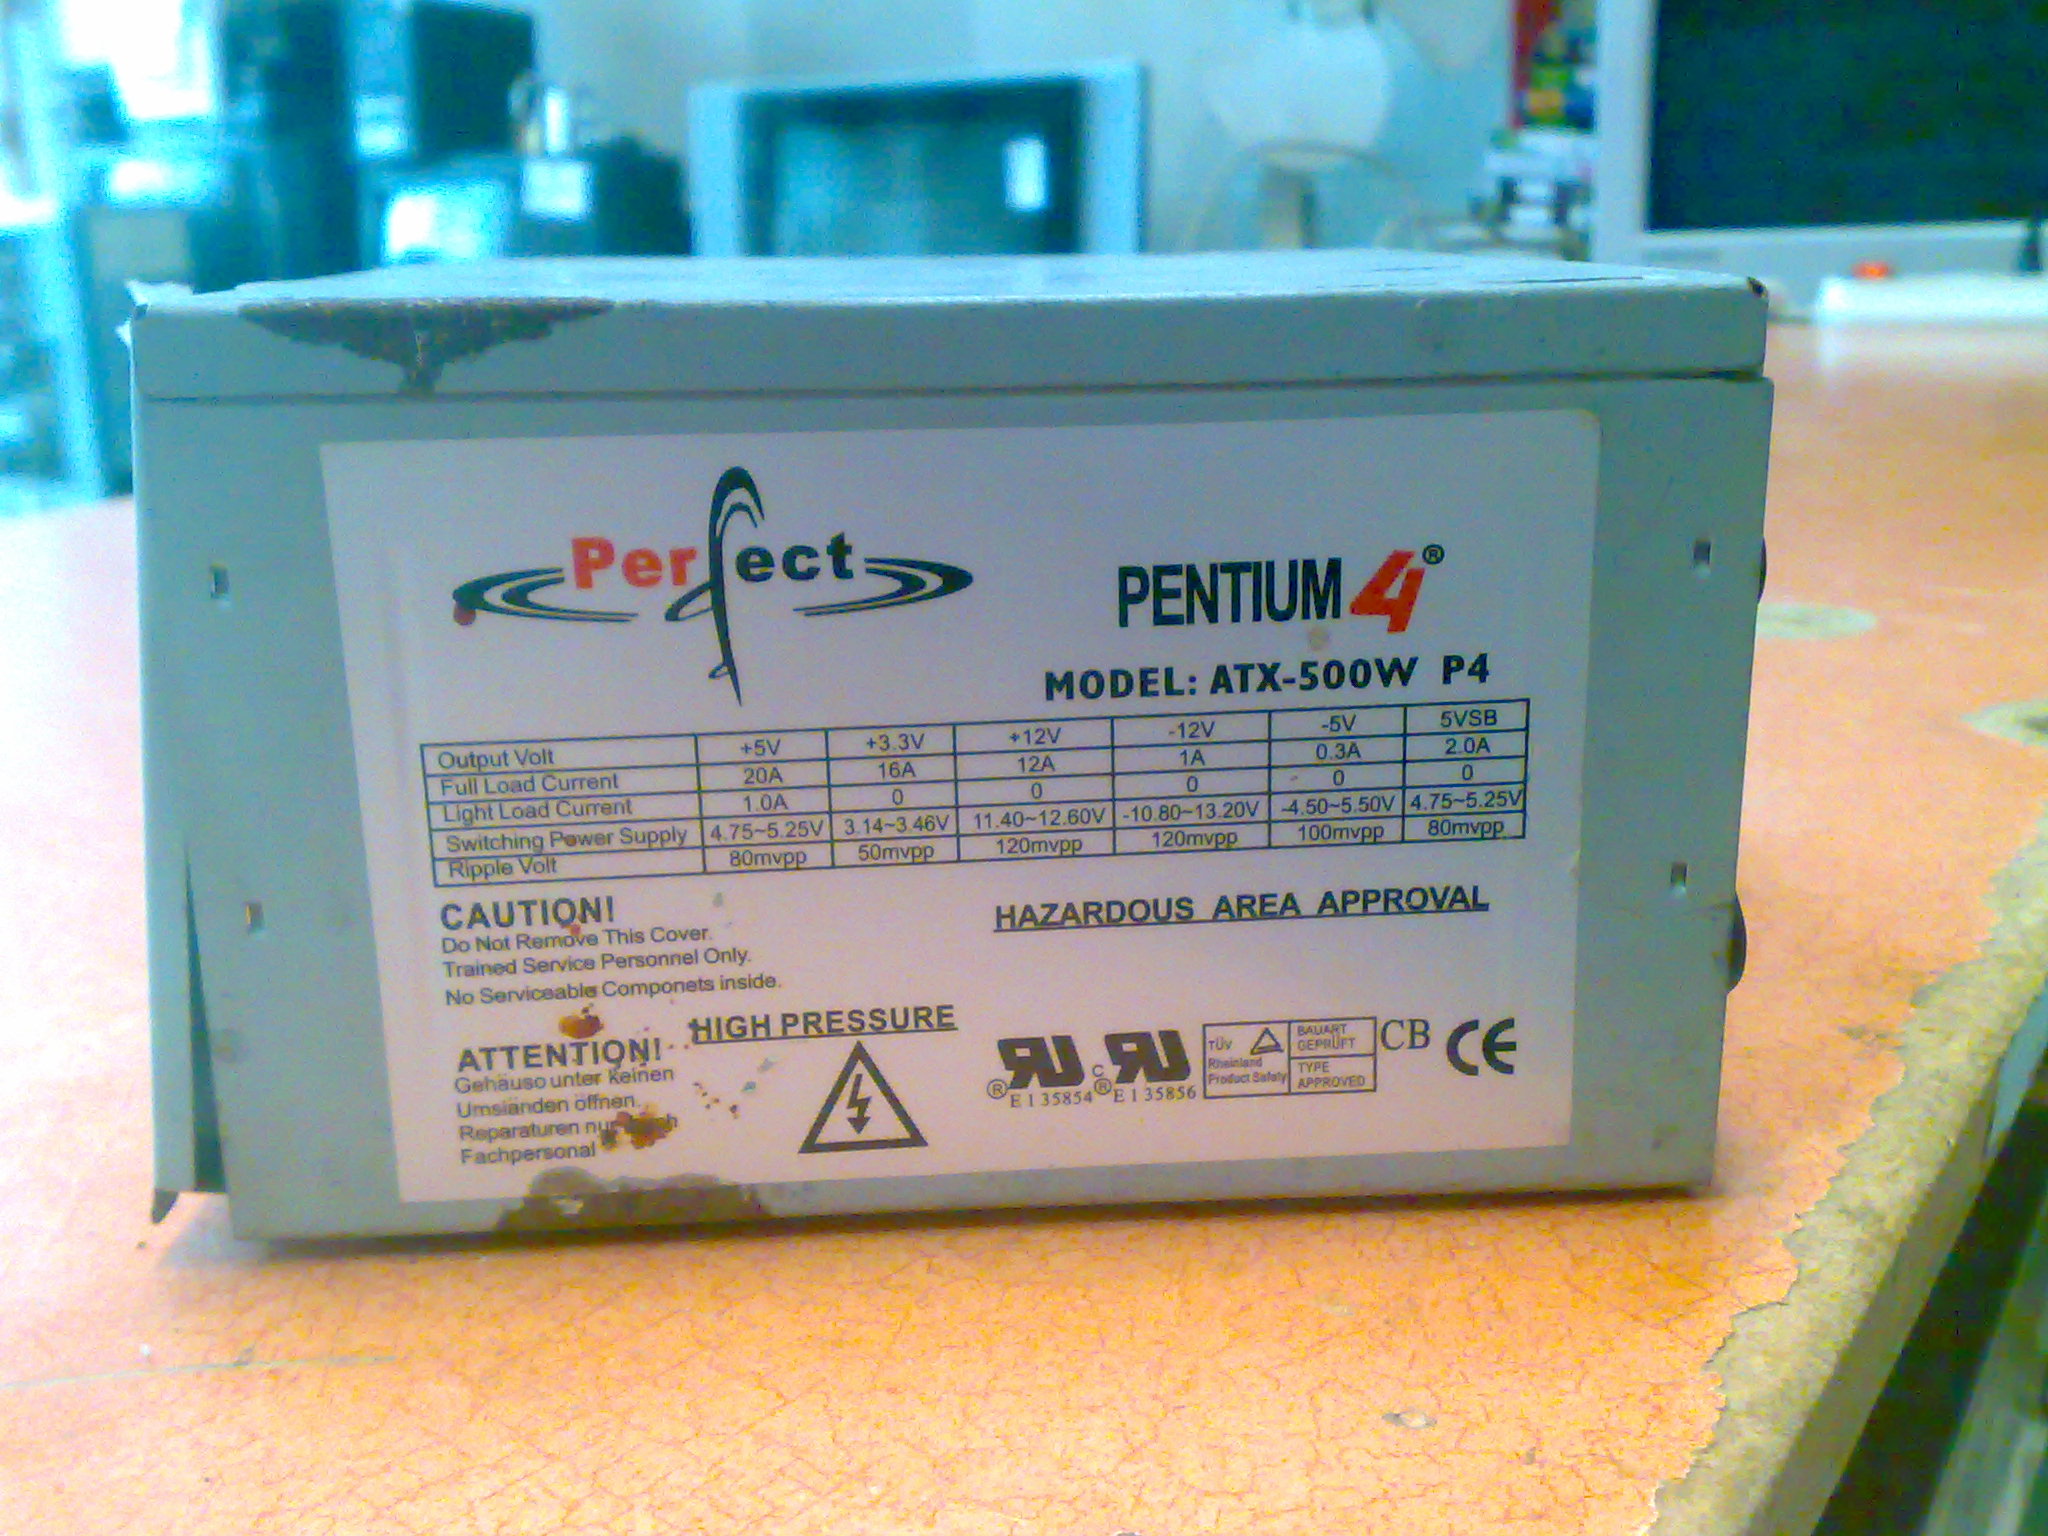 Perfect
PENTIUM 4®
MODEL: ATX-500W P4
Output Volt +5V +3.3V +12V -12V -5V 5VSB
Full Load Current 20A 16A 12A 1A 0.3A 2.0A
Light Load Current 1.0A 0 0 0 0 0
Switching Power Supply 4.75~5.25V 3.14~3.46V 11.40~12.60V -10.80~13.20V -4.50~5.50V 4.75~5.25V
Ripple Volt 80mvpp 50mvpp 120mvpp 120mvpp 100mvpp 80mvpp
CAUTION!
Do Not Remove This Cover.
Trained Service Personnel Only.
No Serviceable Componets inside.
HAZARDOUS AREA APPROVAL
HIGH PRESSURE
ATTENTION!
Gehäuso unter Keinen
Umslanden öffnen.
Reparaturen nur
Fachpersonal
RU ® E135854
c RU ® E135856
TÜV
Rheinland
Product Safety
BAUART
GEPRÜFT
TYPE
APPROVED
CB CE